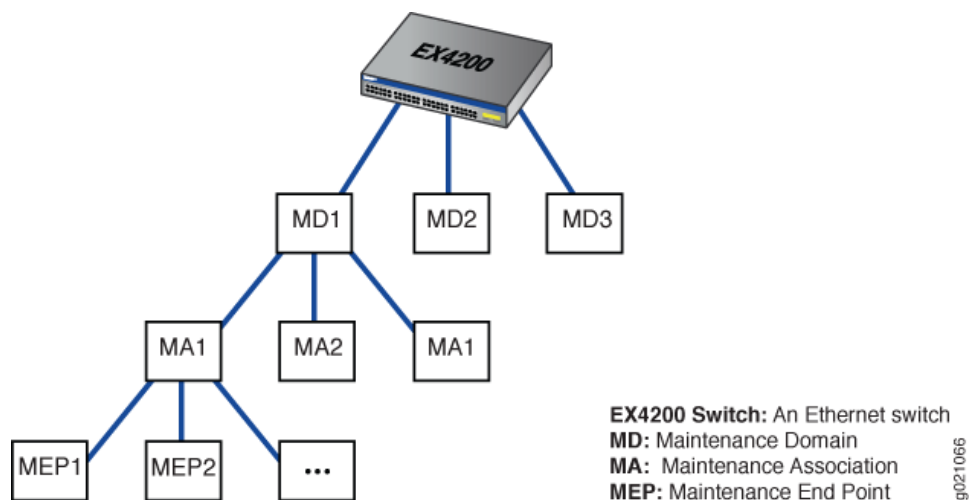 EX4200
MD1
MD2
MD3
MA1
MA2
MA1
MEP1
MEP2
...
EX4200 Switch: An Ethernet switch
MD: Maintenance Domain
MA: Maintenance Association
MEP: Maintenance End Point
g021066